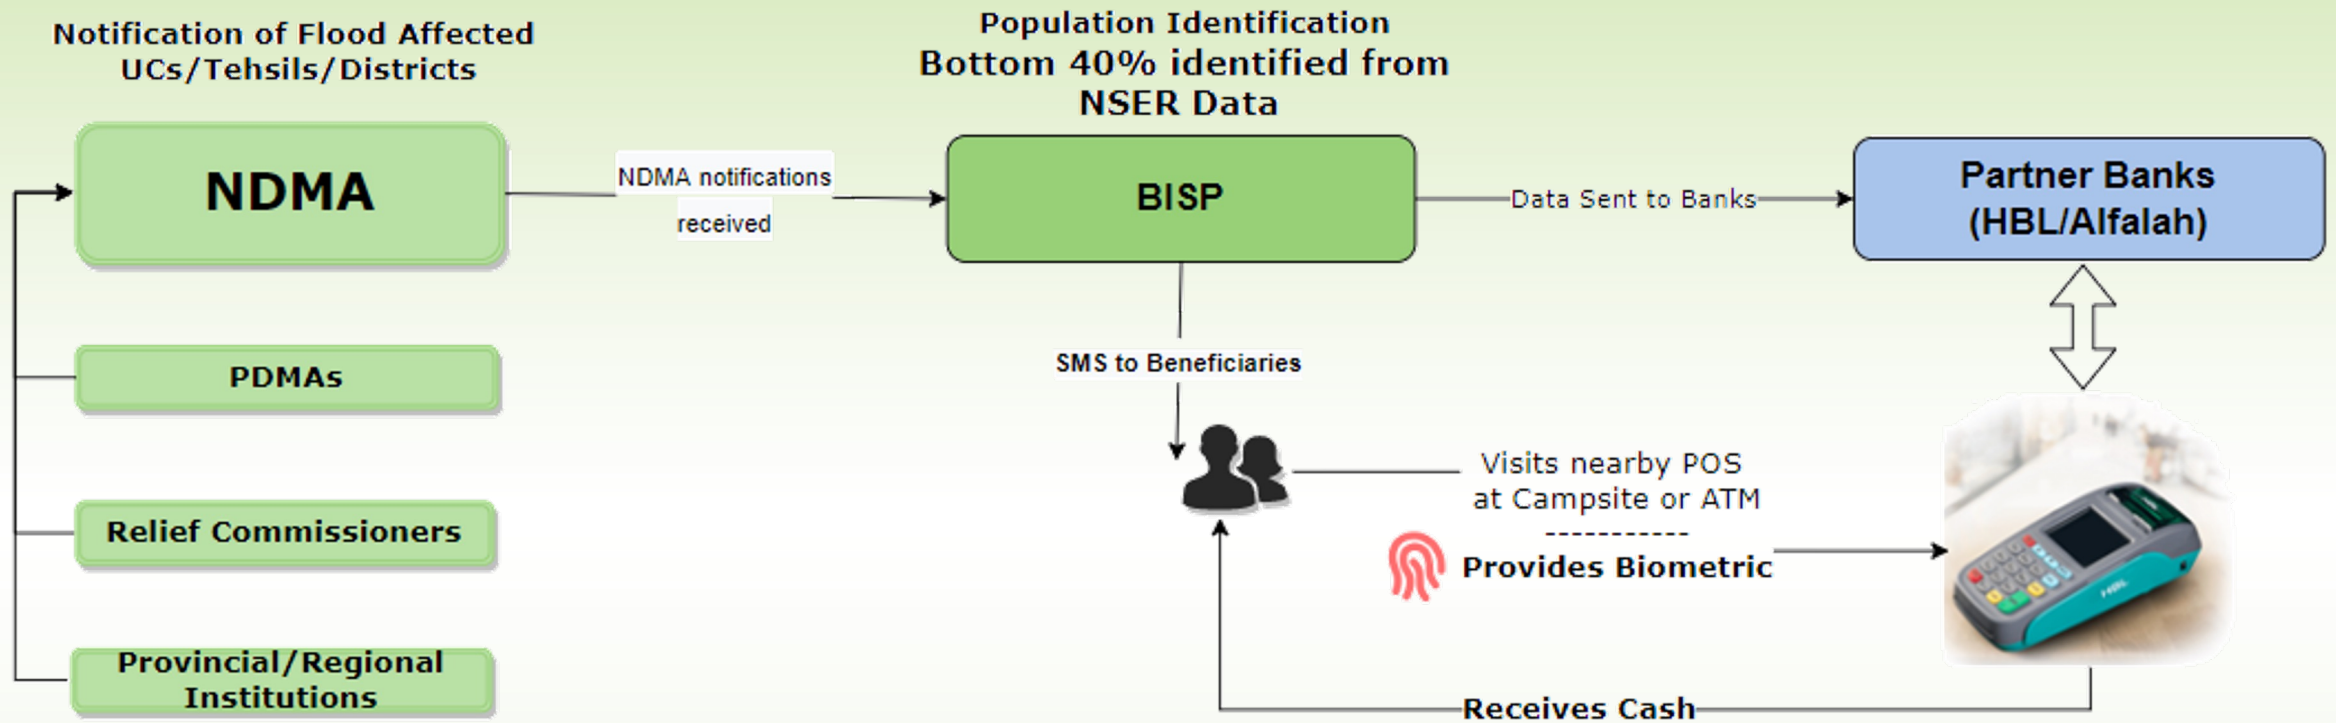 Notification of Flood Affected
UCs/Tehsils/Districts
NDMA
PDMAs
Relief Commissioners
Provincial/Regional
Institutions
NDMA notifications
received
Population Identification
Bottom 40% identified from
NSER Data
BISP
Data Sent to Banks
Partner Banks
(HBL/Alfalah)
SMS to Beneficiaries
Visits nearby POS
at Campsite or ATM
-----------
Provides Biometric
HBL
Receives Cash